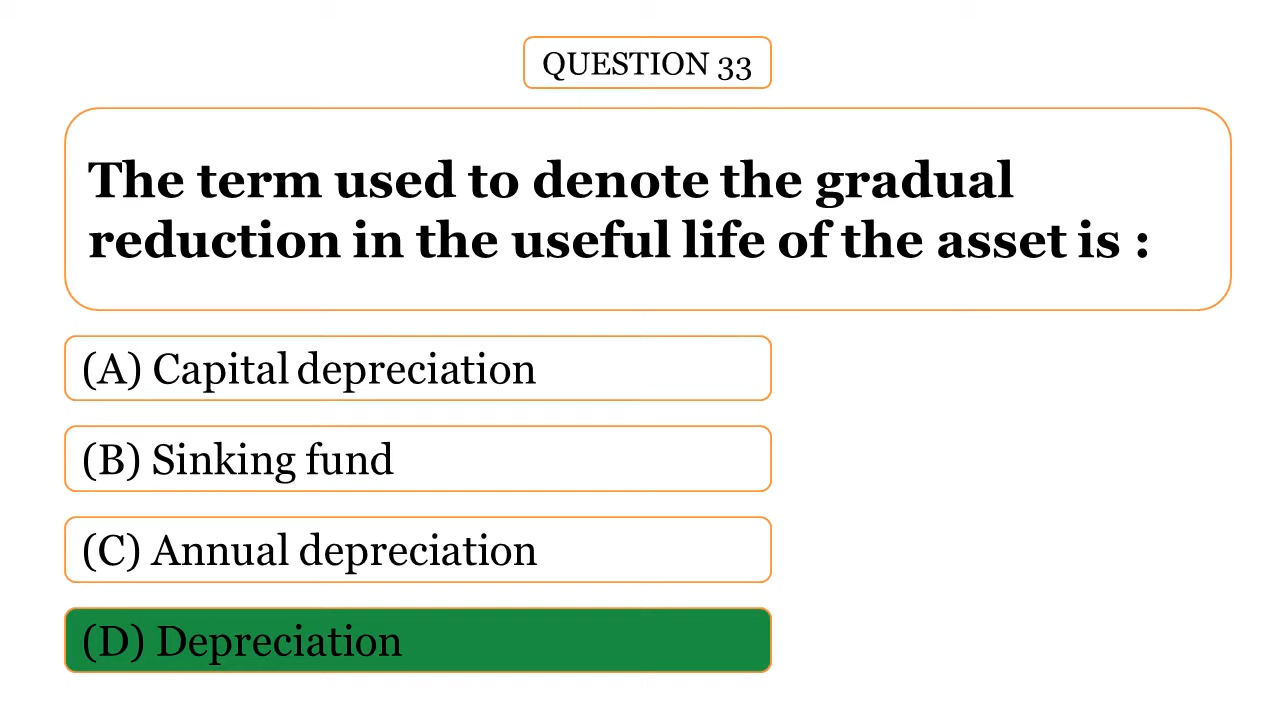 QUESTION 33
The term used to denote the gradual
reduction in the useful life of the asset is :
(A) Capital depreciation
(B) Sinking fund
(C) Annual depreciation
(D) Depreciation